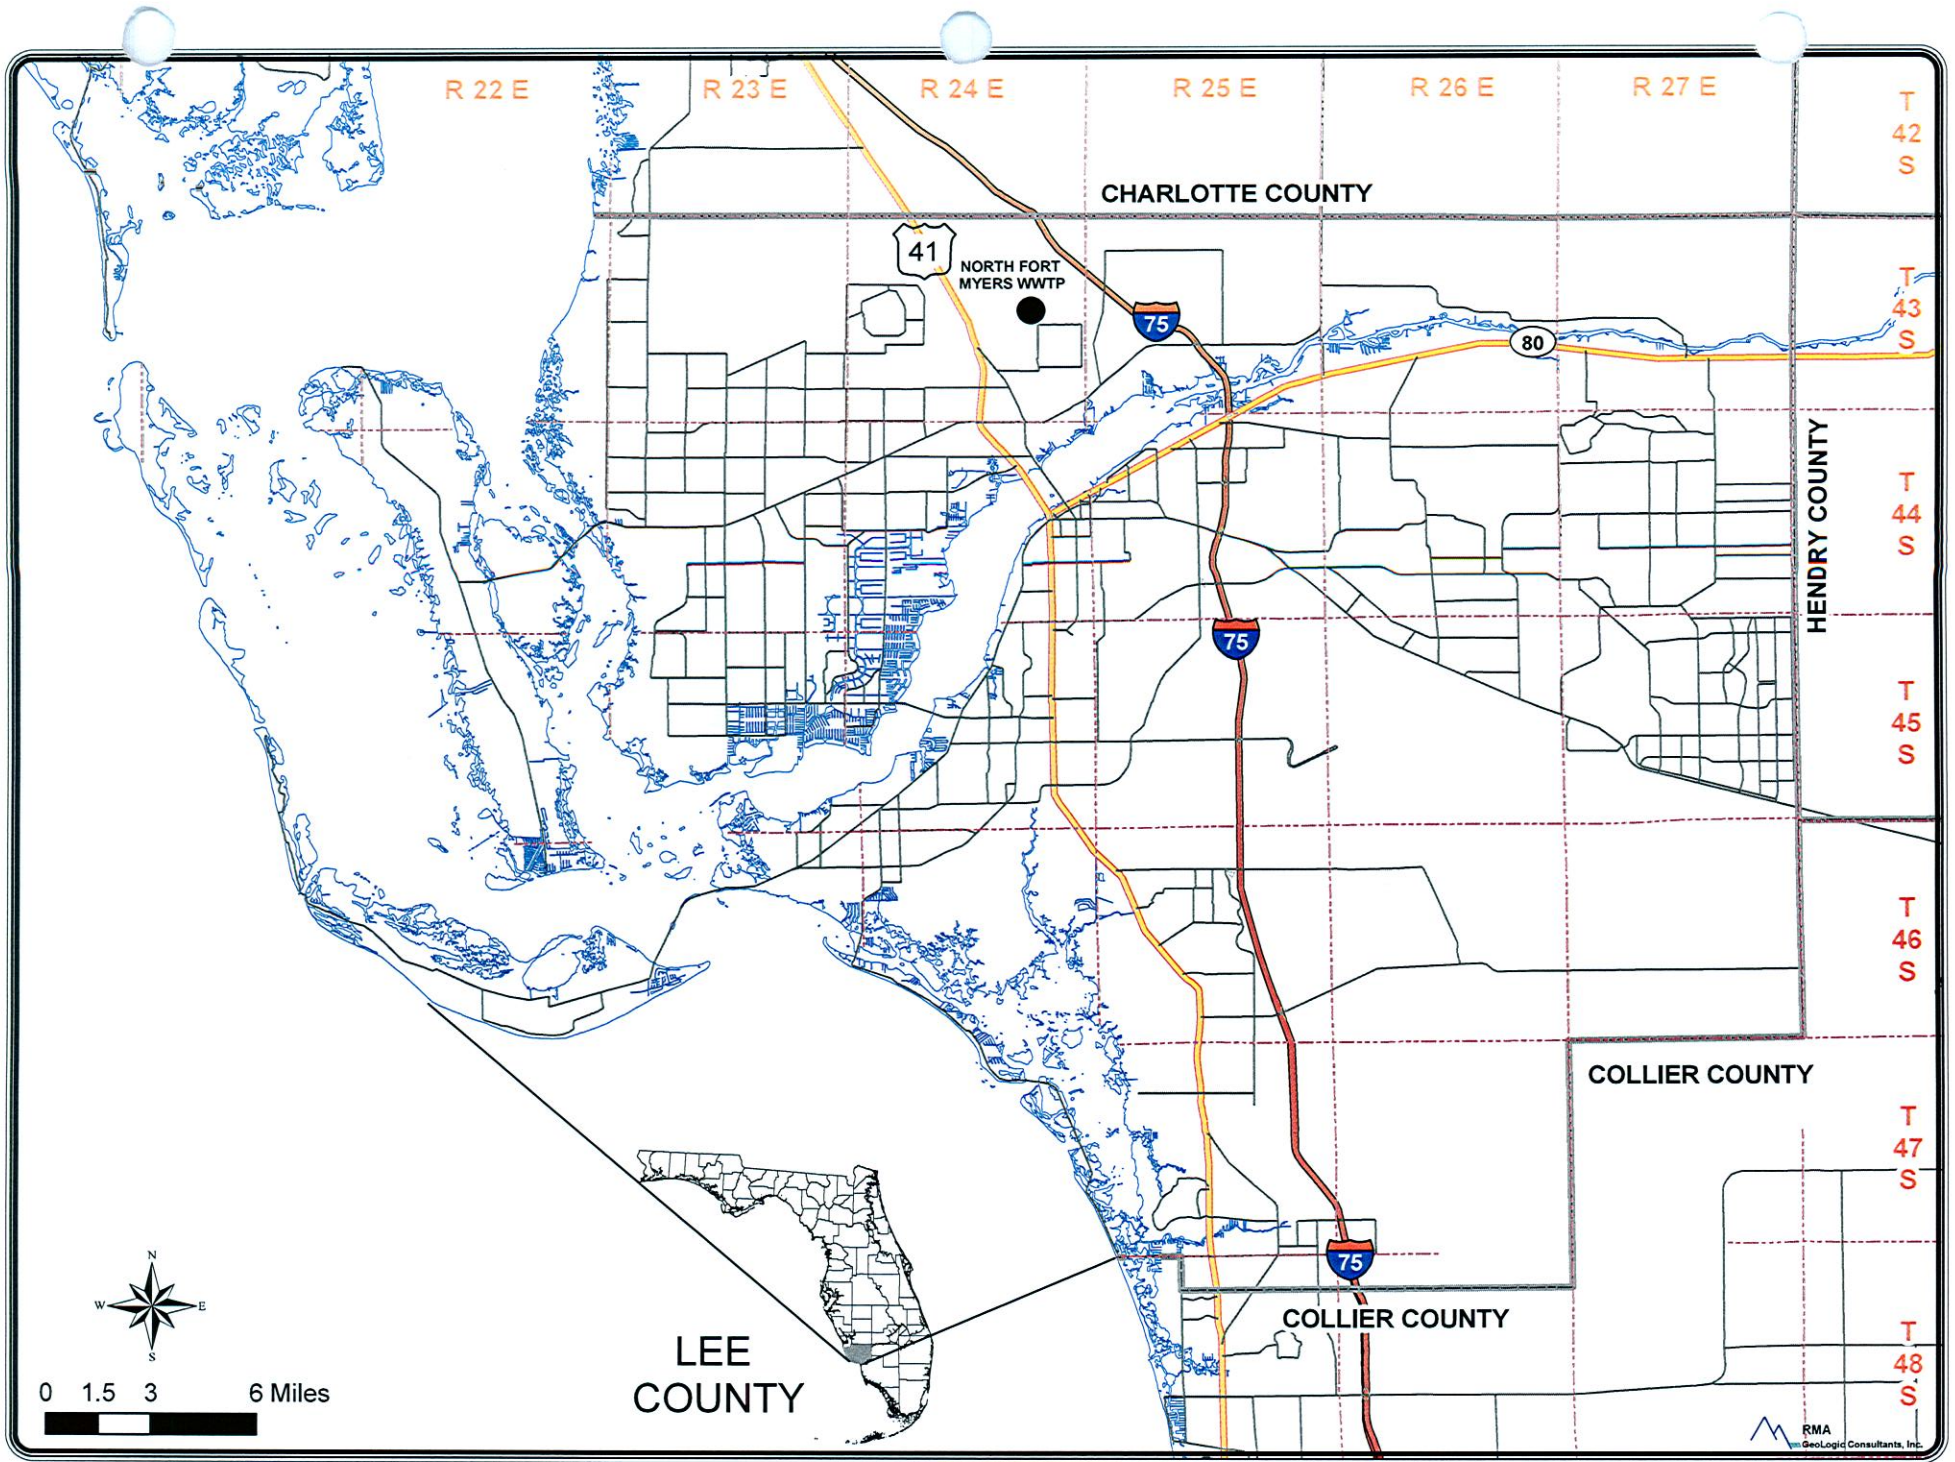 R 22 E
R 23 E
R 24 E
R 25 E
R 26 E
R 27 E
T
42
S
CHARLOTTE COUNTY
41
NORTH FORT
MYERS WWTP
75
80
T
43
S
HENDRY COUNTY
T
44
S
75
T
45
S
T
46
S
COLLIER COUNTY
T
47
S
75
COLLIER COUNTY
T
48
S
N
W
E
S
LEE
COUNTY
0 1.5 3 6 Miles
RMA
GeoLogic Consultants, Inc.